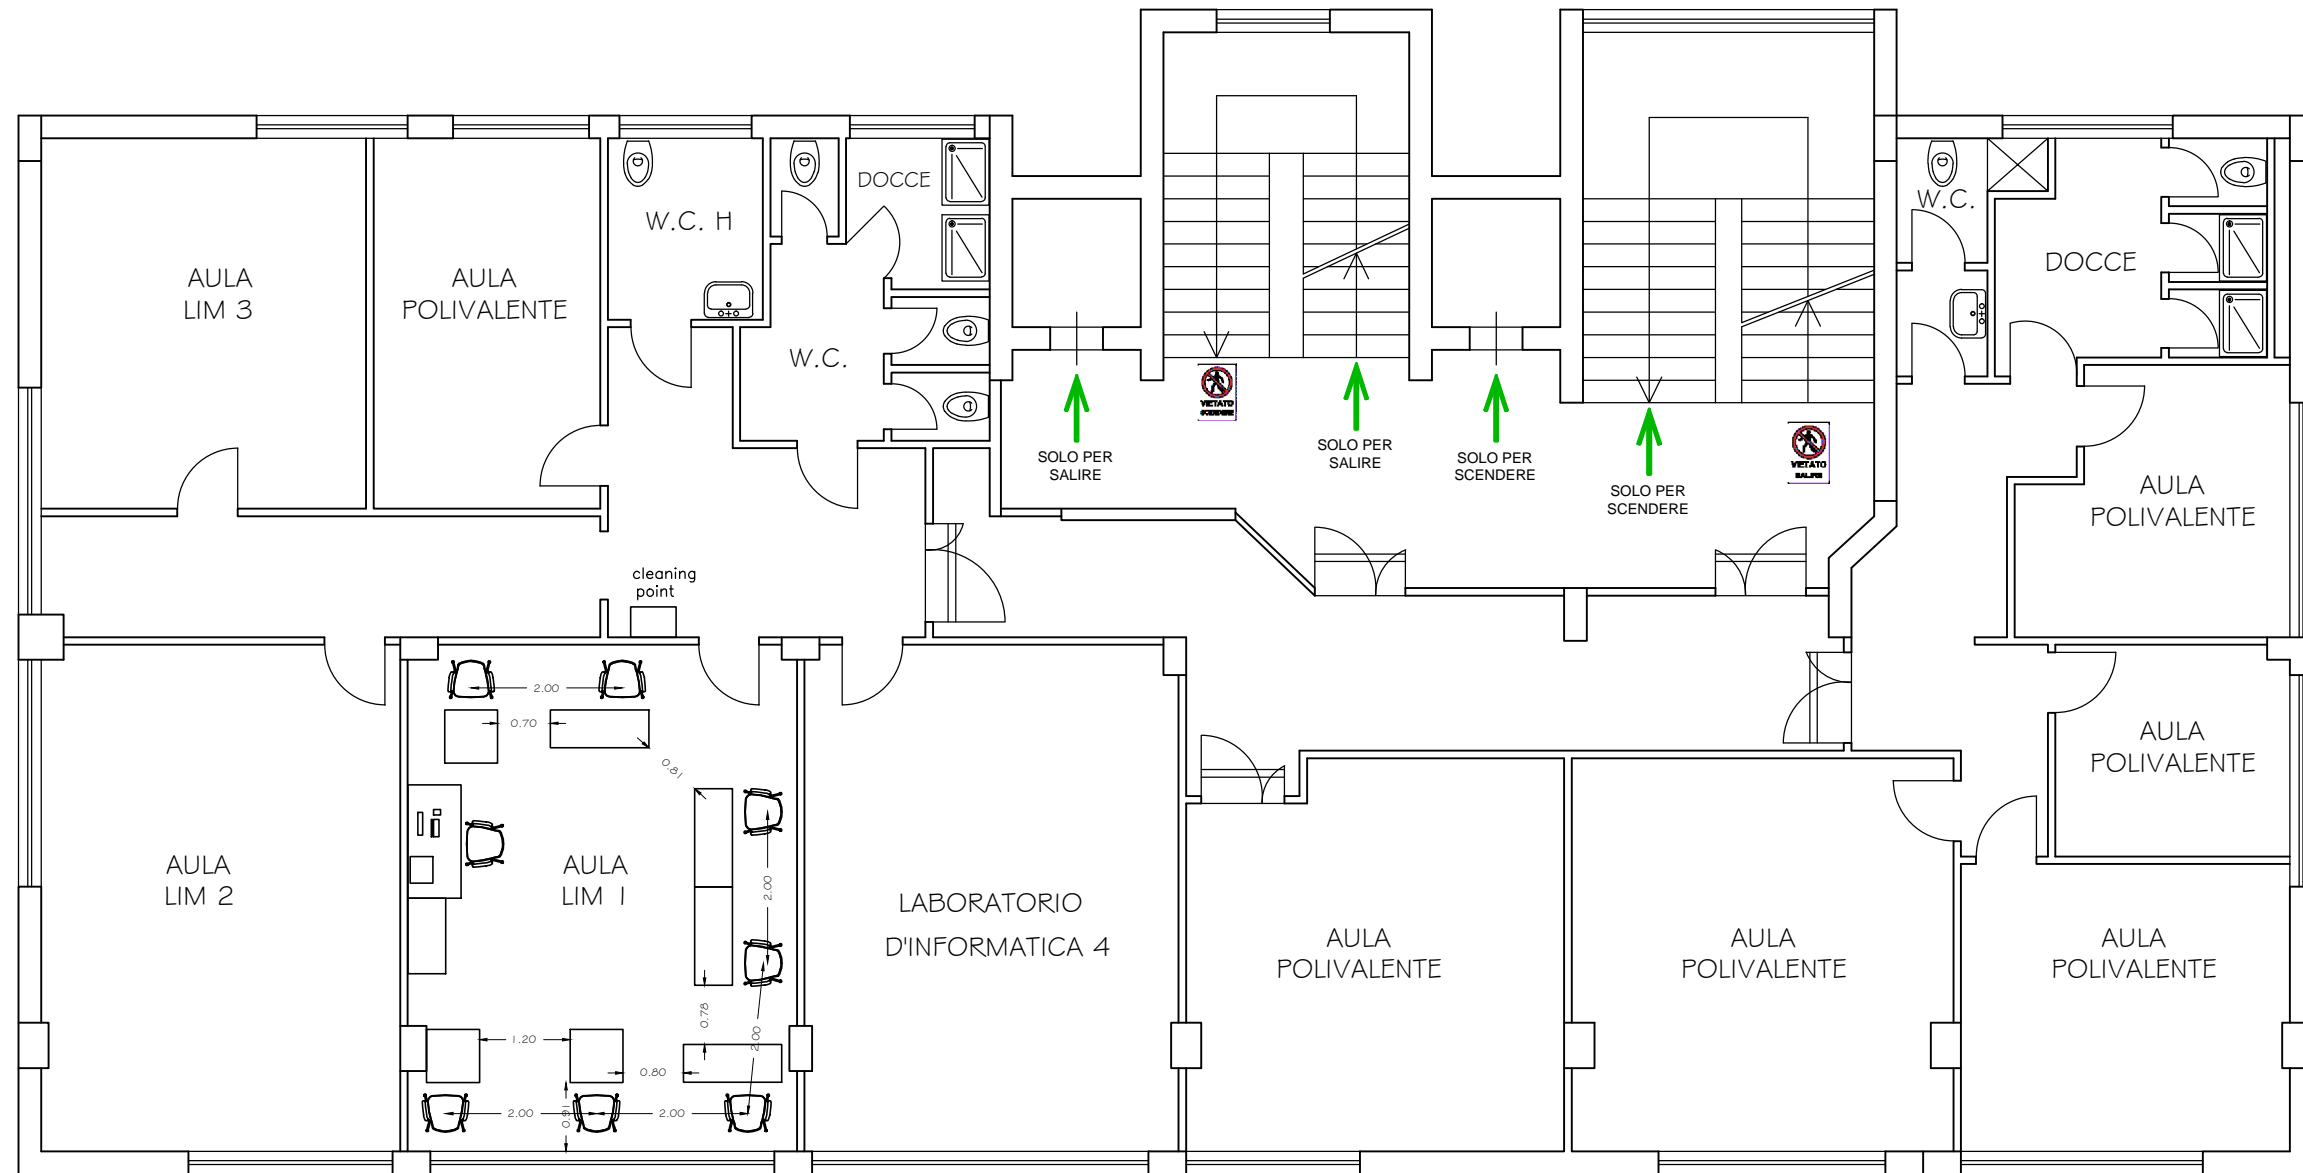 DOCCE
W.C. H
W.C.
AULA
LIM 3
AULA
POLIVALENTE
DOCCE
W.C.
VIETATO
SCENDERE
SOLO PER
SALIRE
SOLO PER
SALIRE
SOLO PER
SCENDERE
SOLO PER
SCENDERE
VIETATO
SALIRE
AULA
POLIVALENTE
cleaning
point
2.00
0.70
0.81
AULA
POLIVALENTE
AULA
LIM 2
AULA
LIM 1
2.00
LABORATORIO
D'INFORMATICA 4
AULA
POLIVALENTE
AULA
POLIVALENTE
AULA
POLIVALENTE
0.78
2.00
1.20
0.80
2.00
0.91
2.00